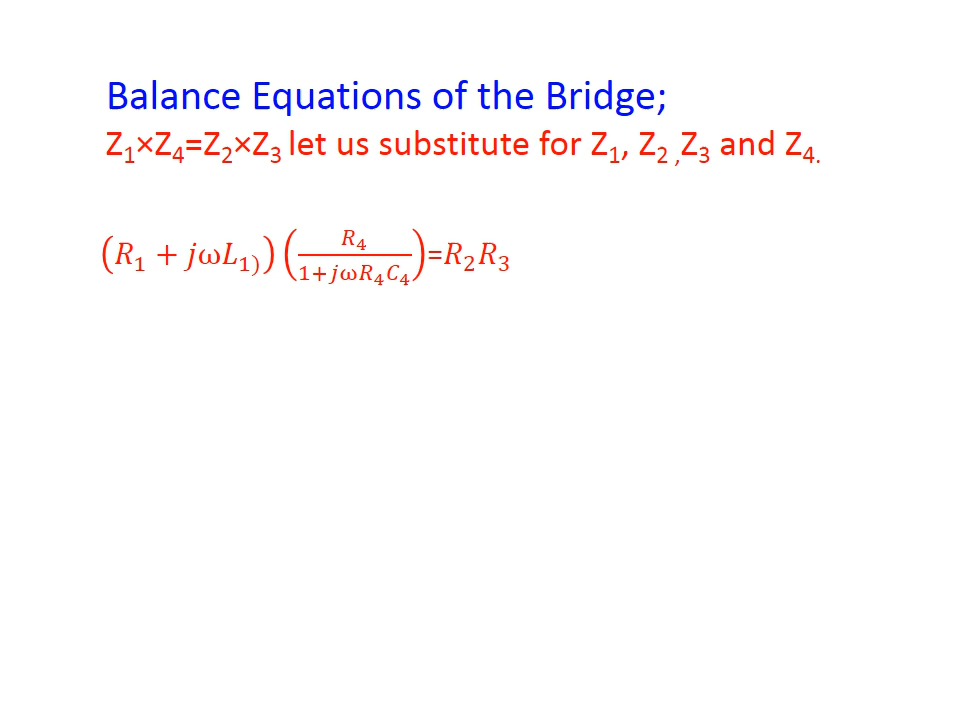 Balance Equations of the Bridge;
Z₁×Z₄=Z₂×Z₃ let us substitute for Z₁, Z₂ ,Z₃ and Z₄.
(R₁ + jωL₁₎) (R₄/(1+jωR₄C₄))=R₂R₃